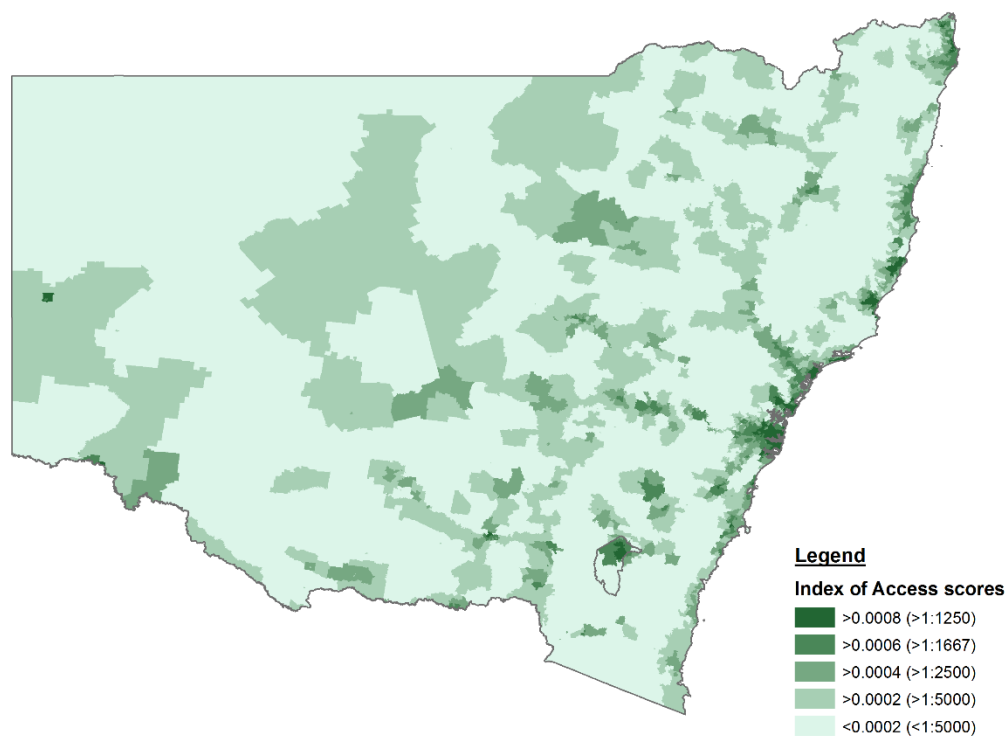 Legend
Index of Access scores
>0.0008 (>1:1250)
>0.0006 (>1:1667)
>0.0004 (>1:2500)
>0.0002 (>1:5000)
<0.0002 (<1:5000)